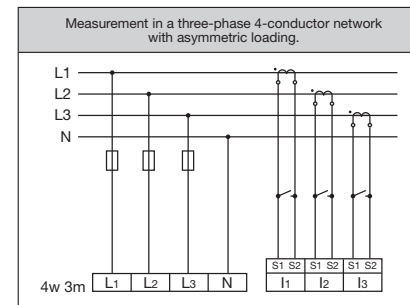 Measurement in a three-phase 4-conductor network
with asymmetric loading.
L1
L2
L3
N
S1 S2 S1 S2 S1 S2
4w 3m L1 L2 L3 N I1 I2 I3